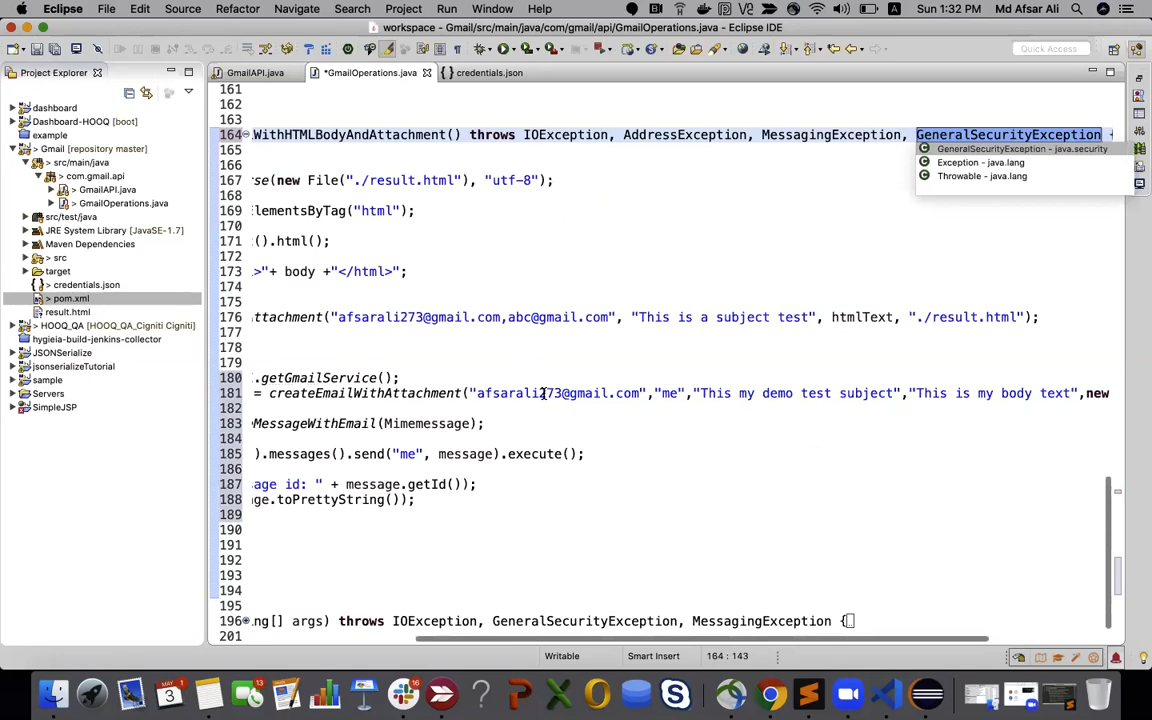 Eclipse File Edit Source Refactor Navigate Search Project Run Window Help Sun 1:32 PM Md Afsar Ali
workspace - Gmail/src/main/java/com/gmail/api/GmailOperations.java - Eclipse IDE
Quick Access
Project Explorer
GmailAPI.java *GmailOperations.java credentials.json
dashboard
Dashboard-HOOQ [boot]
example
> Gmail [repository master]
> src/main/java
> com.gmail.api
> GmailAPI.java
> GmailOperations.java
src/test/java
JRE System Library [JavaSE-1.7]
Maven Dependencies
> src
target
> credentials.json
> pom.xml
result.html
> HOOQ_QA [HOOQ_QA_Cigniti Cigniti]
hygieia-build-jenkins-collector
JSONSerialize
jsonserializeTutorial
sample
Servers
SimpleJSP
161
162
163
164 WithHTMLBodyAndAttachment() throws IOException, AddressException, MessagingException, GeneralSecurityException {
GeneralSecurityException - java.security
Exception - java.lang
Throwable - java.lang
165
166
167 rse(new File("./result.html"), "utf-8");
168
169 ElementsByTag("html");
170
171 ().html();
172
173 >"+ body +"</html>";
174
175
176 ttachment("afsarali273@gmail.com,abc@gmail.com", "This is a subject test", htmlText, "./result.html");
177
178
179
180 .getGmailService();
181 = createEmailWithAttachment("afsarali273@gmail.com","me","This my demo test subject","This is my body text",new
182
183 MessageWithEmail(Mimemessage);
184
185 ).messages().send("me", message).execute();
186
187 age id: " + message.getId());
188 ge.toPrettyString());
189
190
191
192
193
194
195
196 ng[] args) throws IOException, GeneralSecurityException, MessagingException {
201
Writable Smart Insert 164 : 143
MAY
3